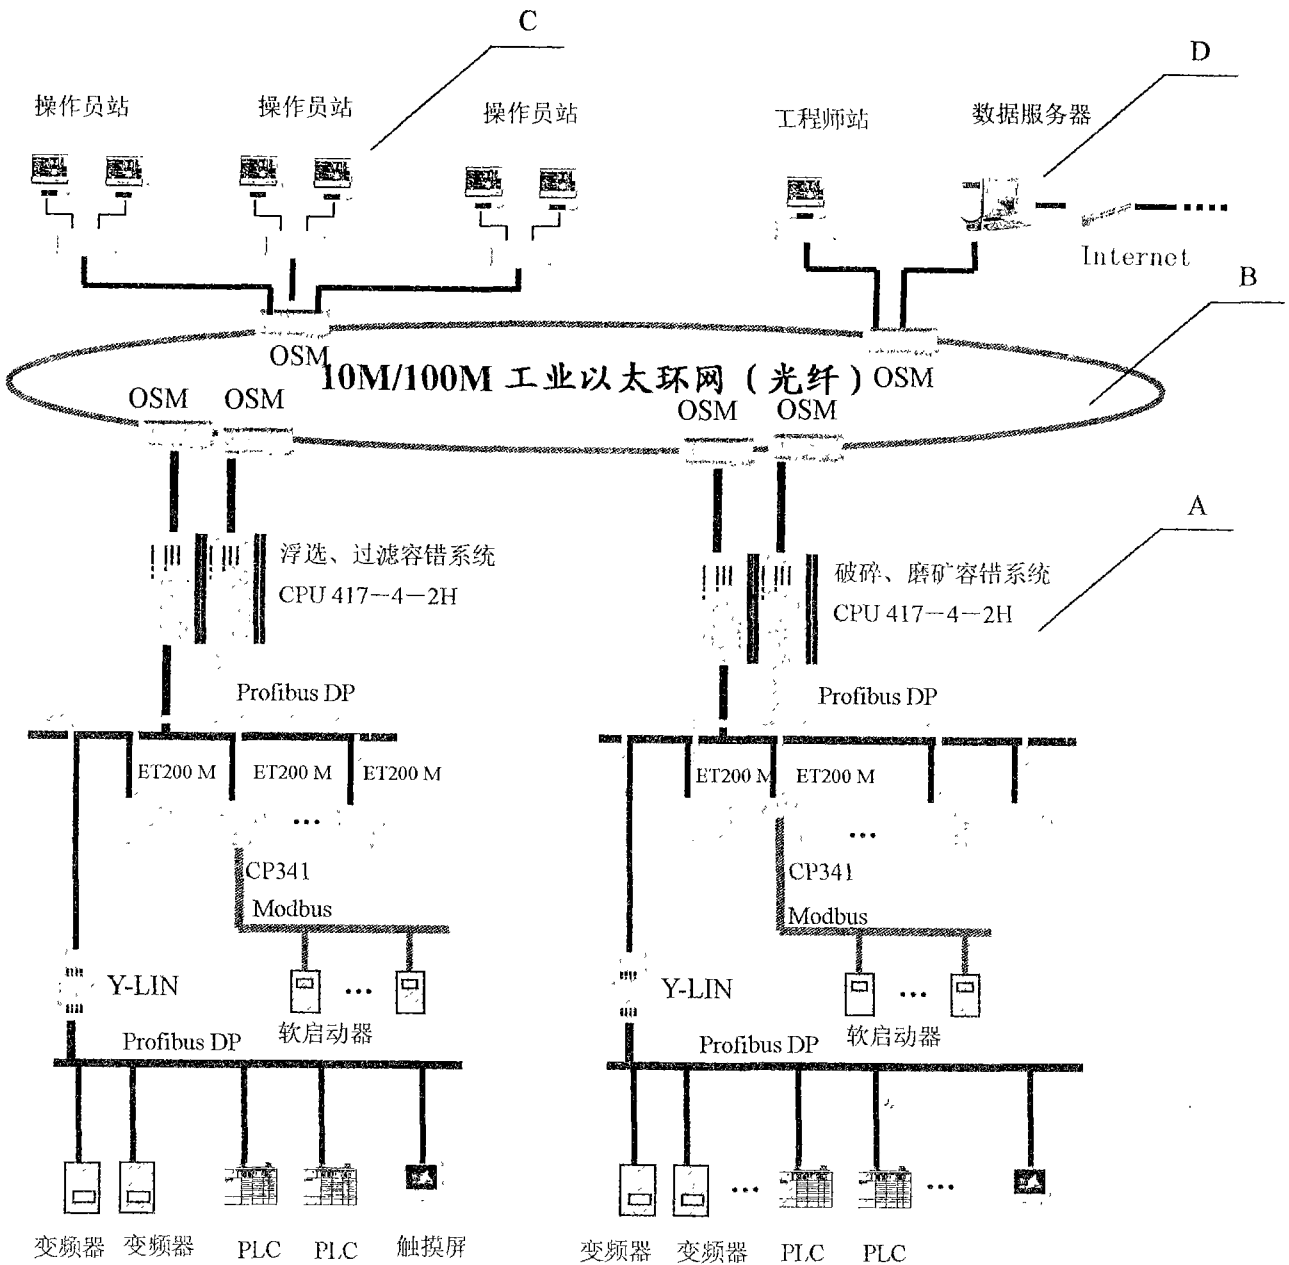 C
D
操作员站
操作员站
操作员站
工程师站
数据服务器
Internet
B
OSM
10M/100M 工业以太环网（光纤）
OSM
OSM
OSM
OSM
OSM
A
浮选、过滤容错系统
CPU 417-4-2H
破碎、磨矿容错系统
CPU 417-4-2H
Profibus DP
Profibus DP
ET200 M
ET200 M
ET200 M
ET200 M
ET200 M
...
...
CP341
CP341
Modbus
Modbus
Y-LIN
...
Y-LIN
...
软启动器
软启动器
Profibus DP
Profibus DP
...
...
变频器
变频器
PLC
PLC
触摸屏
变频器
变频器
PLC
PLC